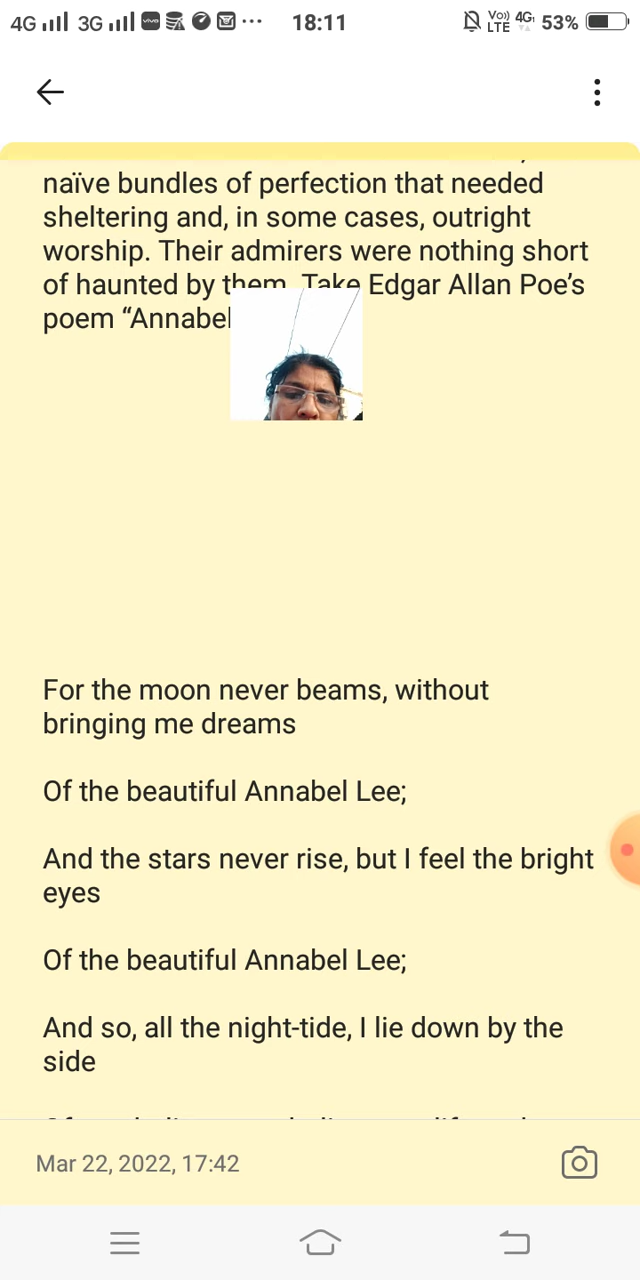 4G 3G vivo 18:11 Vo) LTE 4G 53%
naïve bundles of perfection that needed
sheltering and, in some cases, outright
worship. Their admirers were nothing short
of haunted by them. Take Edgar Allan Poe’s
poem “Annabel
For the moon never beams, without
bringing me dreams
Of the beautiful Annabel Lee;
And the stars never rise, but I feel the bright
eyes
Of the beautiful Annabel Lee;
And so, all the night-tide, I lie down by the
side
Mar 22, 2022, 17:42